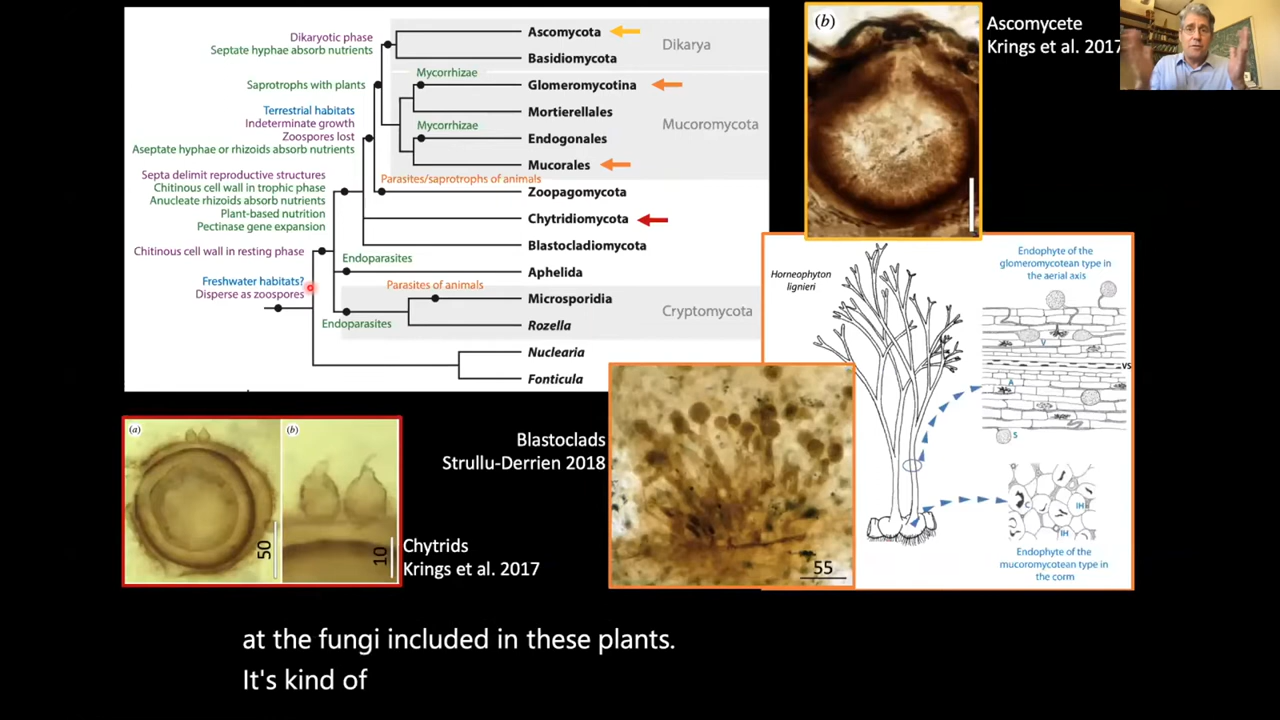 Dikaryotic phase
Septate hyphae absorb nutrients
Saprotrophs with plants
Terrestrial habitats
Indeterminate growth
Zoospores lost
Aseptate hyphae or rhizoids absorb nutrients
Septa delimit reproductive structures
Chitinous cell wall in trophic phase
Anucleate rhizoids absorb nutrients
Plant-based nutrition
Pectinase gene expansion
Chitinous cell wall in resting phase
Freshwater habitats?
Disperse as zoospores
Mycorrhizae
Mycorrhizae
Parasites/saprotrophs of animals
Endoparasites
Parasites of animals
Endoparasites
Ascomycota
Basidiomycota
Glomeromycotina
Mortierellales
Endogonales
Mucorales
Zoopagomycota
Chytridiomycota
Blastocladiomycota
Aphelida
Microsporidia
Rozella
Nuclearia
Fonticula
Dikarya
Mucoromycota
Cryptomycota
(b)
Ascomycete
Krings et al. 2017
Horneophyton
lignieri
Endophyte of the
glomeromycotean type in
the aerial axis
V
VS
A
S
C
IH
IH
Endophyte of the
mucoromycotean type in
the corm
Blastoclads
Strullu-Derrien 2018
55
(a)
(b)
50
10
Chytrids
Krings et al. 2017
at the fungi included in these plants.
It's kind of